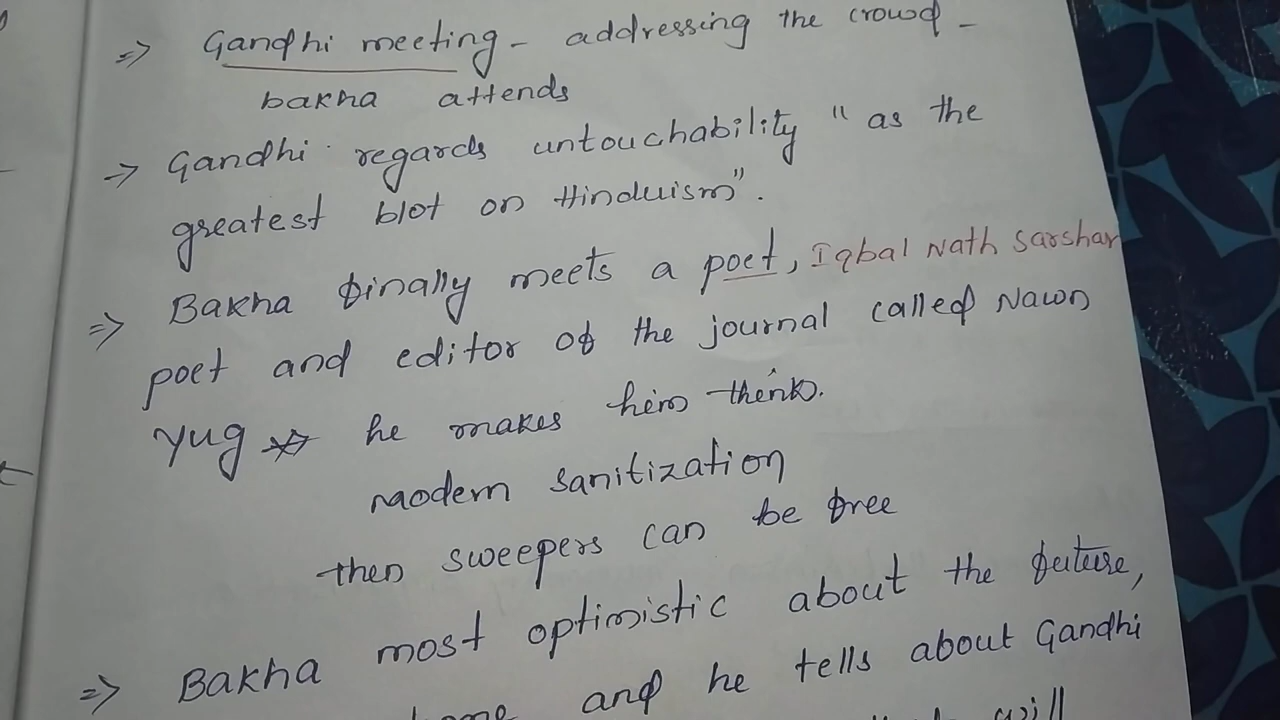 ⇒ Gandhi meeting - addressing the crowd -
bakha attends
→ Gandhi regards untouchability " as the
greatest blot on Hinduism".
⇒ Bakha finally meets a poet, Iqbal Nath Sarshar
poet and editor of the journal called Nawn
Yug he makes him think.
Modern sanitization
then sweepers can be free
⇒ Bakha most optimistic about the future,
and he tells about Gandhi
will